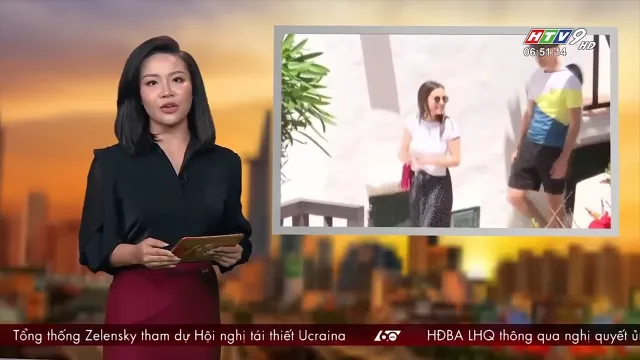 HTV9 HD
06:51:14
Tổng thống Zelensky tham dự Hội nghị tái thiết Ucraina
HĐBA LHQ thông qua nghị quyết ủ